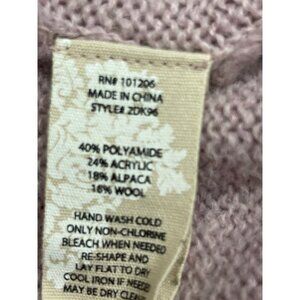 RN# 101206
MADE IN CHINA
STYLE# 2DK96
40% POLYAMIDE
24% ACRYLIC
18% ALPACA
18% WOOL
HAND WASH COLD
ONLY NON-CHLORINE
BLEACH WHEN NEEDED
RE-SHAPE AND
LAY FLAT TO DRY
COOL IRON IF NEEDED
MAY BE DRY CLEAN